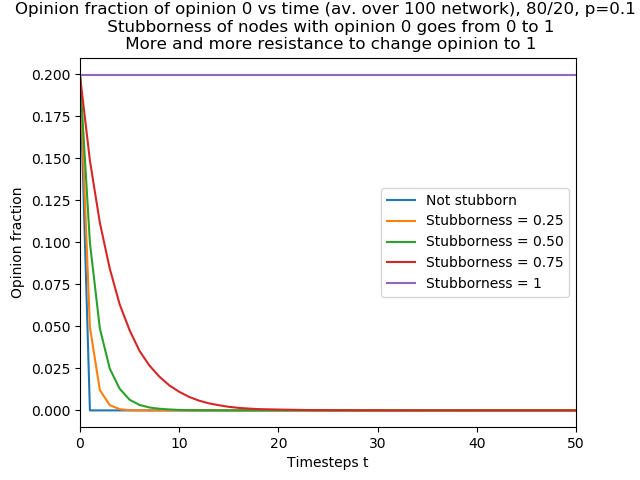 Opinion fraction of opinion 0 vs time (av. over 100 network), 80/20, p=0.1
Stubborness of nodes with opinion 0 goes from 0 to 1
More and more resistance to change opinion to 1
0.200
0.175
0.150
0.125
0.100
0.075
0.050
0.025
0.000
Opinion fraction
Not stubborn
Stubborness = 0.25
Stubborness = 0.50
Stubborness = 0.75
Stubborness = 1
0 10 20 30 40 50
Timesteps t